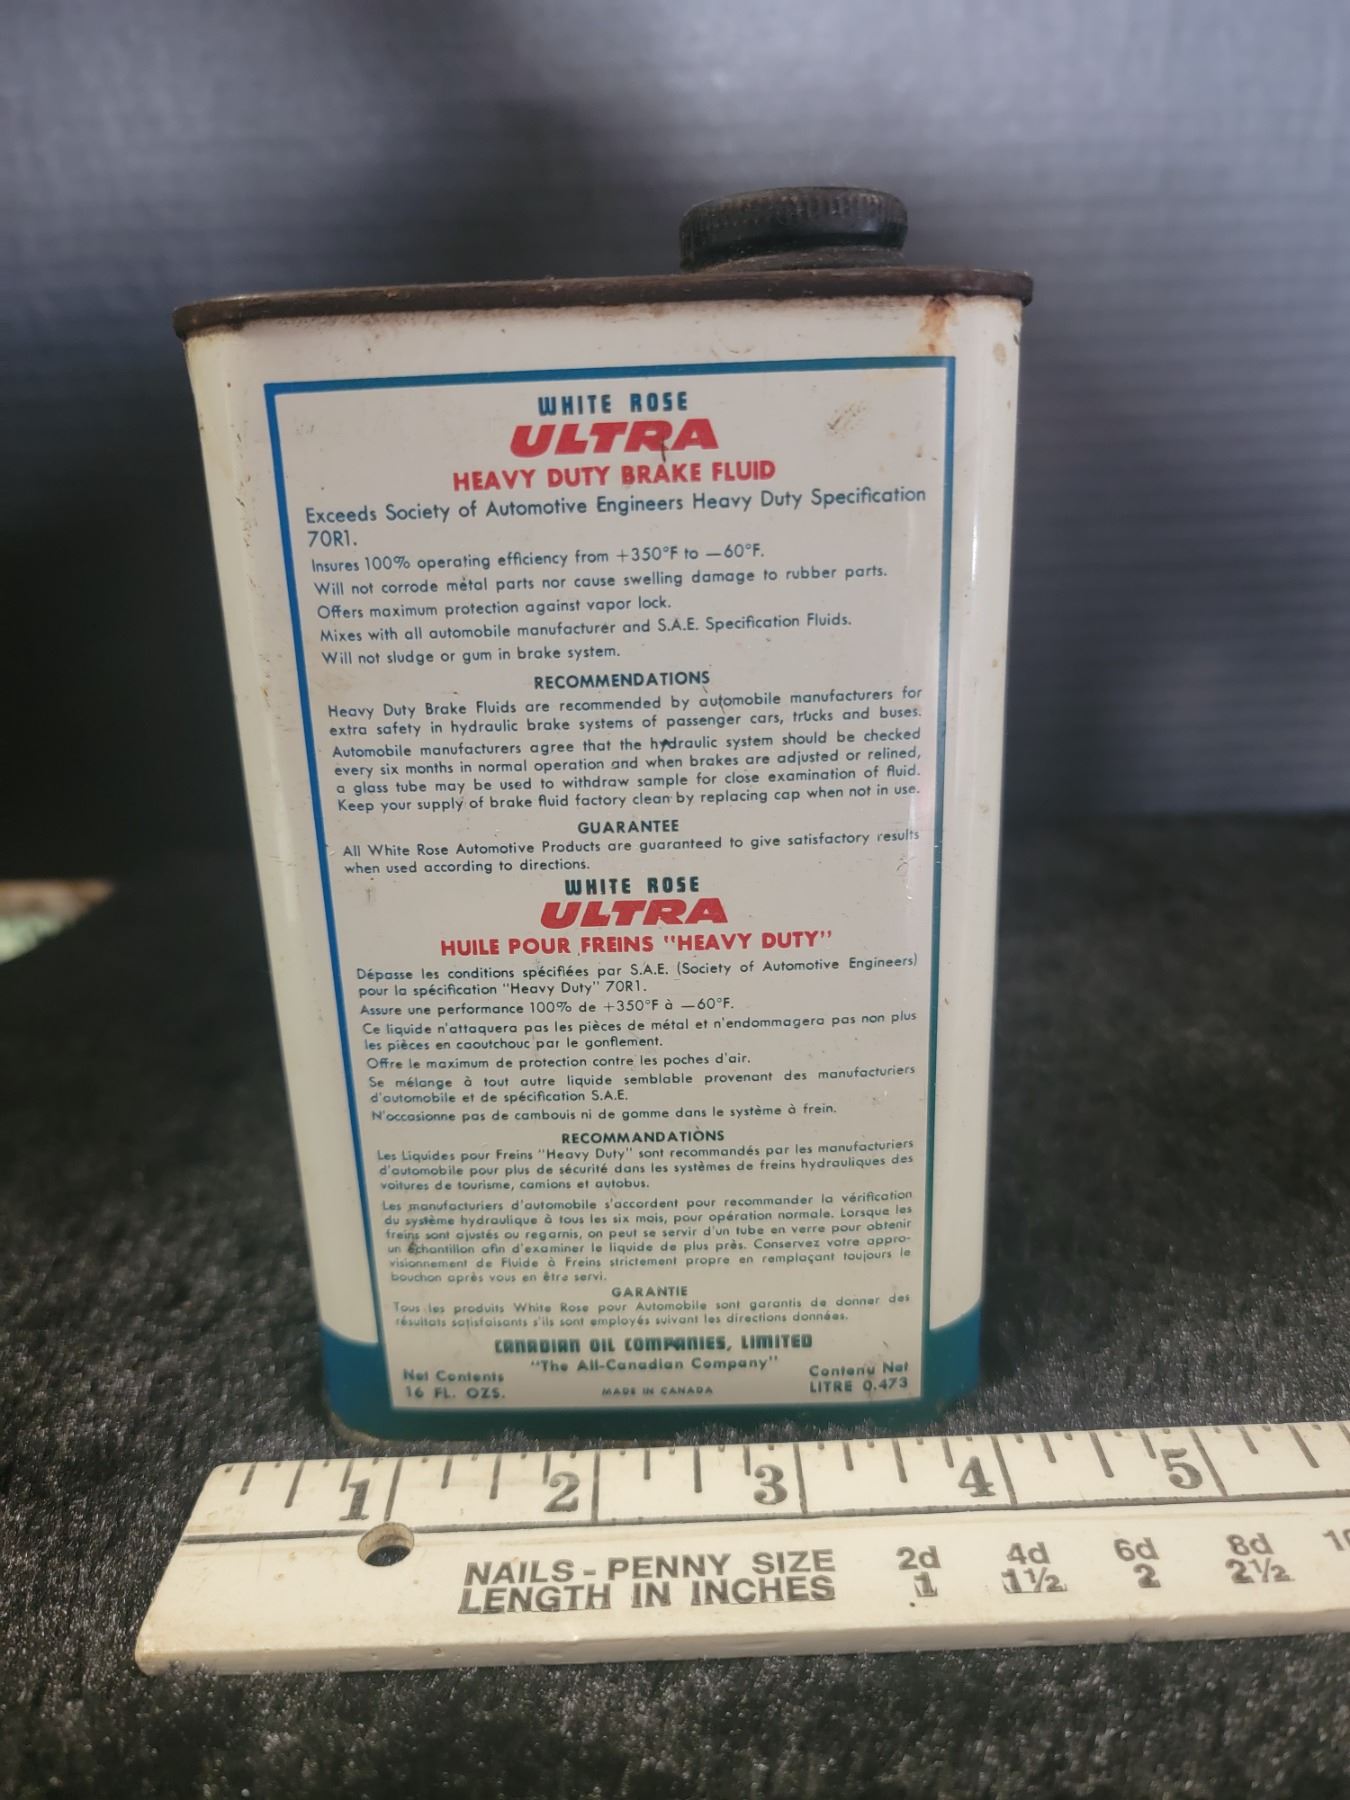 WHITE ROSE
ULTRA
HEAVY DUTY BRAKE FLUID
Exceeds Society of Automotive Engineers Heavy Duty Specification
70R1.
Insures 100% operating efficiency from +350°F to —60°F.
Will not corrode metal parts nor cause swelling damage to rubber parts.
Offers maximum protection against vapor lock.
Mixes with all automobile manufacturer and S.A.E. Specification Fluids.
Will not sludge or gum in brake system.
RECOMMENDATIONS
Heavy Duty Brake Fluids are recommended by automobile manufacturers for
extra safety in hydraulic brake systems of passenger cars, trucks and buses.
Automobile manufacturers agree that the hydraulic system should be checked
every six months in normal operation and when brakes are adjusted or relined,
a glass tube may be used to withdraw sample for close examination of fluid.
Keep your supply of brake fluid factory clean by replacing cap when not in use.
GUARANTEE
All White Rose Automotive Products are guaranteed to give satisfactory results
when used according to directions.
WHITE ROSE
ULTRA
HUILE POUR FREINS "HEAVY DUTY"
Dépasse les conditions spécifiées par S.A.E. (Society of Automotive Engineers)
pour la spécification "Heavy Duty" 70R1.
Assure une performance 100% de +350°F à —60°F.
Ce liquide n'attaquera pas les pièces de métal et n'endommagera pas non plus
les pièces en caoutchouc par le gonflement.
Offre le maximum de protection contre les poches d'air.
Se mélange à tout autre liquide semblable provenant des manufacturiers
d'automobile et de spécification S.A.E.
N'occasionne pas de cambouis ni de gomme dans le système à frein.
RECOMMANDATIONS
Les Liquides pour Freins "Heavy Duty" sont recommandés par les manufacturiers
d'automobile pour plus de sécurité dans les systèmes de freins hydrauliques des
voitures de tourisme, camions et autobus.
Les manufacturiers d'automobile s'accordent pour recommander la vérification
du système hydraulique à tous les six mois, pour opération normale. Lorsque les
freins sont ajustés ou regarnis, on peut se servir d'un tube en verre pour obtenir
un échantillon afin d'examiner le liquide de plus près. Conservez votre appro-
visionnement de Fluide à Freins strictement propre en remplaçant toujours le
bouchon après vous en être servi.
GARANTIE
Tous les produits White Rose pour Automobile sont garantis de donner des
résultats satisfaisants s'ils sont employés suivant les directions données.
CANADIAN OIL COMPANIES, LIMITED
"The All-Canadian Company"
Net Contents
16 FL. OZS.
MADE IN CANADA
Contenu Net
LITRE 0.473
1 2 3 4 5
NAILS - PENNY SIZE 2d 4d 6d 8d 10
LENGTH IN INCHES 1 1½ 2 2½